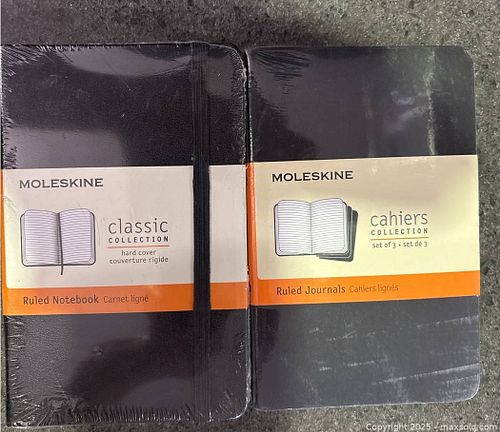 MOLESKINE
classic
COLLECTION
hard cover
couverture rigide
Ruled Notebook Carnet ligné
MOLESKINE
cahiers
COLLECTION
set of 3 • set de 3
Ruled Journals Cahiers lignés
Copyright 2025 - maxsold.com